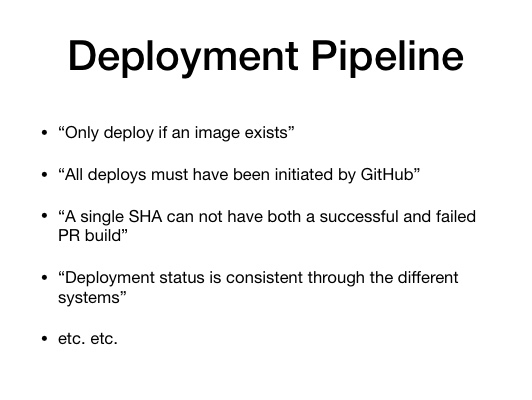 Deployment Pipeline
• “Only deploy if an image exists”
• “All deploys must have been initiated by GitHub”
• “A single SHA can not have both a successful and failed
PR build”
• “Deployment status is consistent through the different
systems”
• etc. etc.